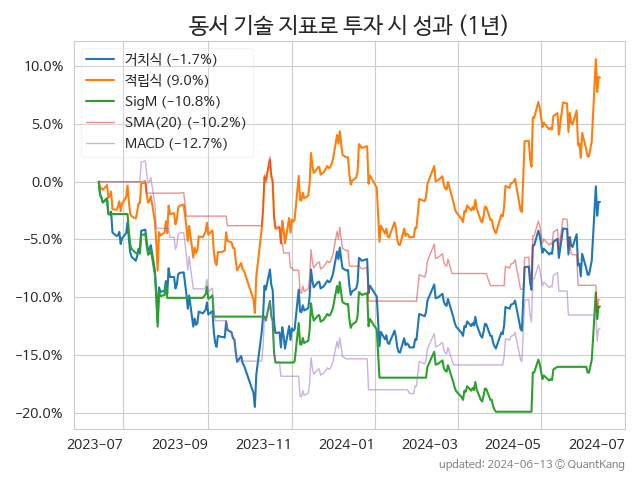 동서 기술 지표로 투자 시 성과 (1년)
거치식 (−1.7%)
적립식 (9.0%)
SigM (−10.8%)
SMA(20) (−10.2%)
MACD (−12.7%)
10.0%
5.0%
0.0%
−5.0%
−10.0%
−15.0%
−20.0%
2023-07 2023-09 2023-11 2024-01 2024-03 2024-05 2024-07
updated: 2024-06-13 ⓒ QuantKang